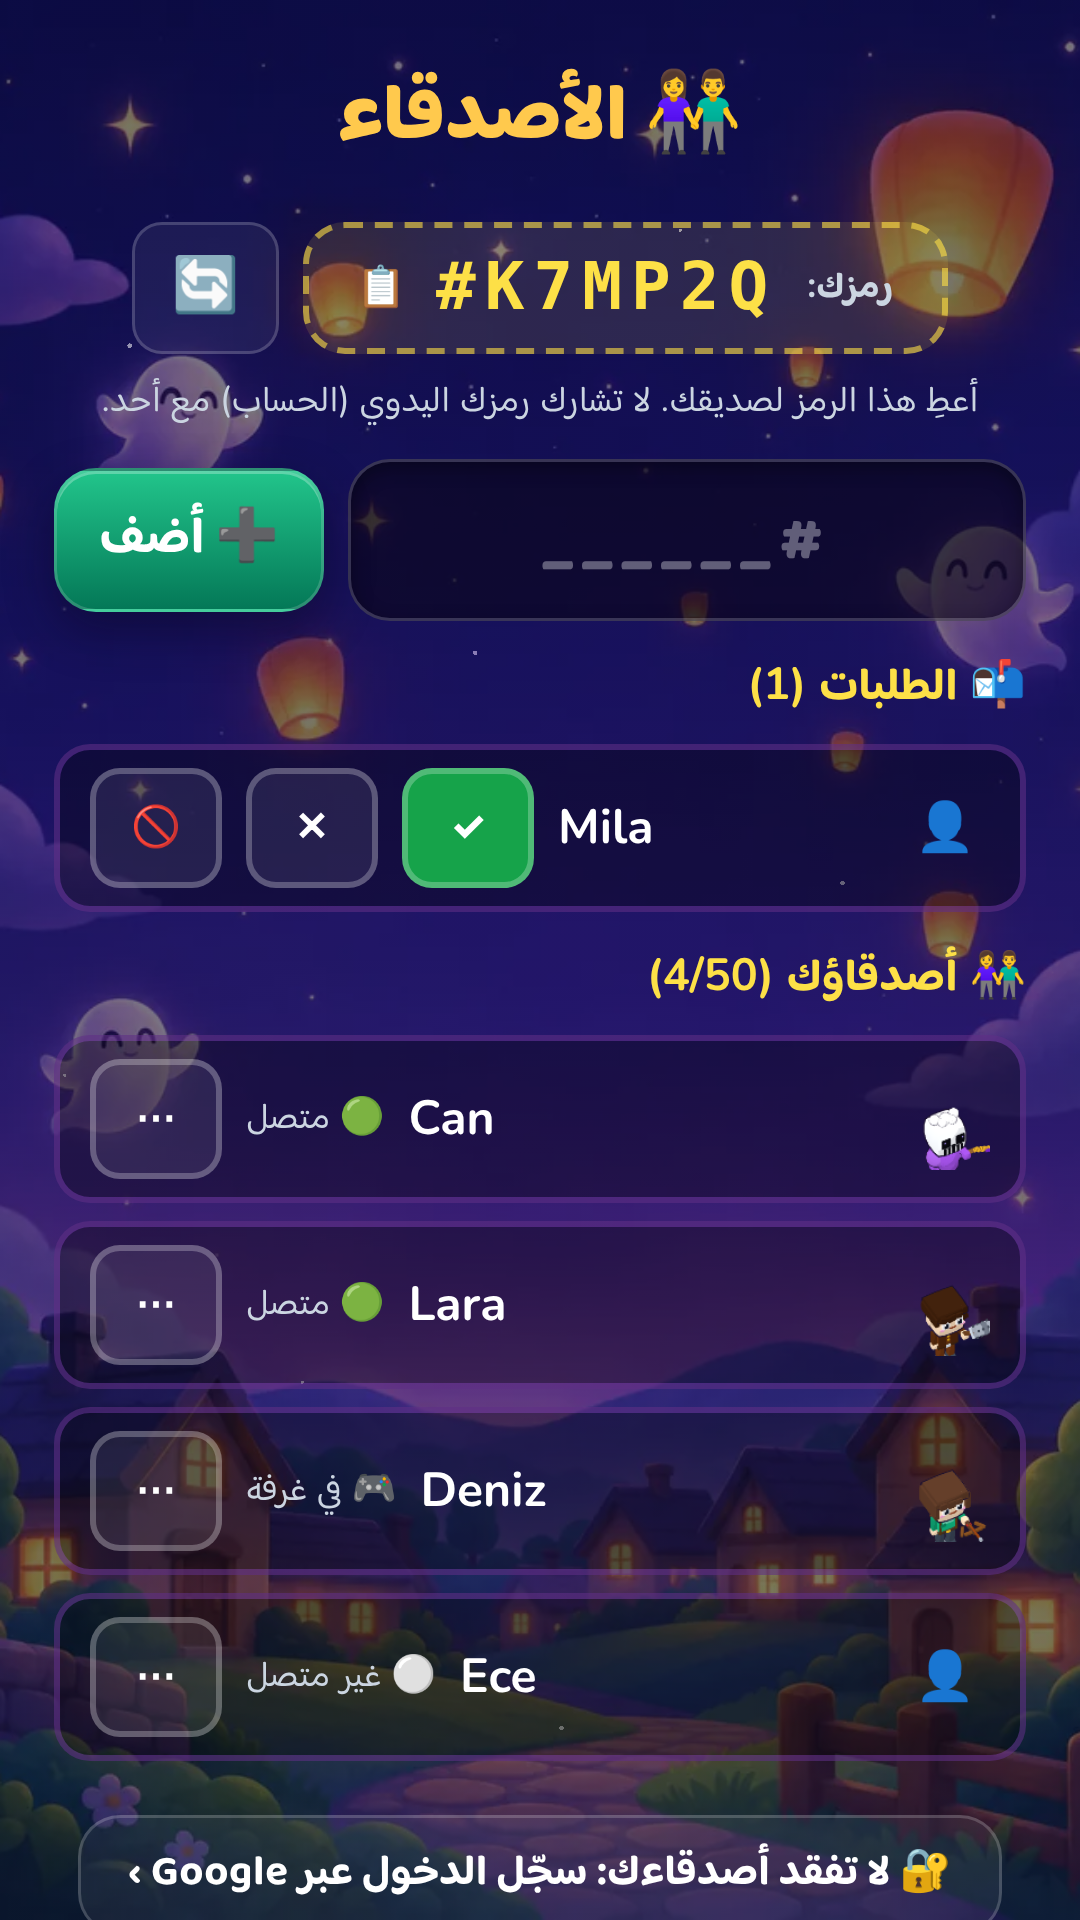 الأصدقاء
رمزك: #K7MP2Q
أعطِ هذا الرمز لصديقك. لا تشارك رمزك اليدوي (الحساب) مع أحد.
#______
➕ أضف
الطلبات (1)
Mila
أصدقاؤك (4/50)
Can متصل ...
Lara متصل ...
Deniz في غرفة ...
Ece غير متصل ...
لا تفقد أصدقاءك: سجّل الدخول عبر Google ›